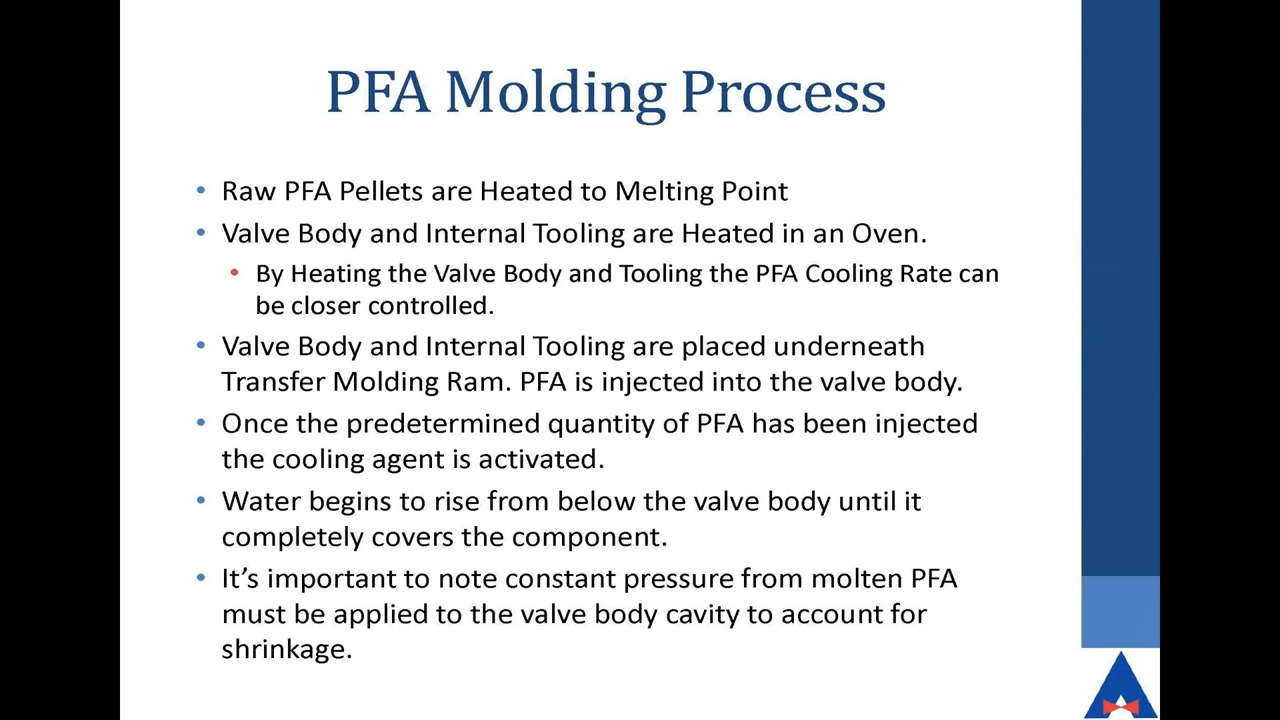 PFA Molding Process
• Raw PFA Pellets are Heated to Melting Point
• Valve Body and Internal Tooling are Heated in an Oven.
• By Heating the Valve Body and Tooling the PFA Cooling Rate can
be closer controlled.
• Valve Body and Internal Tooling are placed underneath
Transfer Molding Ram. PFA is injected into the valve body.
• Once the predetermined quantity of PFA has been injected
the cooling agent is activated.
• Water begins to rise from below the valve body until it
completely covers the component.
• It’s important to note constant pressure from molten PFA
must be applied to the valve body cavity to account for
shrinkage.